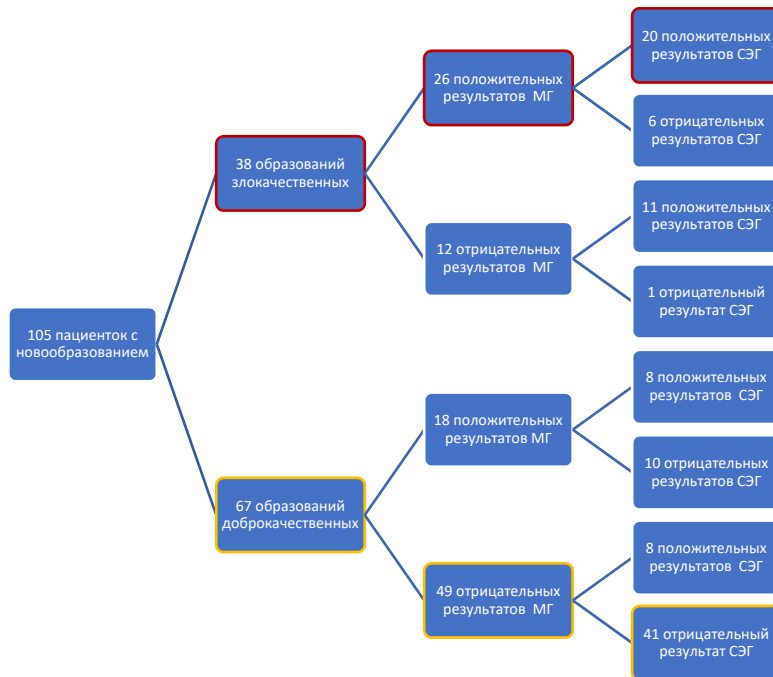 105 пациенток с
новообразованием
38 образований
злокачественных
67 образований
доброкачественных
26 положительных
результатов МГ
12 отрицательных
результатов МГ
18 положительных
результатов МГ
49 отрицательных
результатов МГ
20 положительных
результатов СЭГ
6 отрицательных
результатов СЭГ
11 положительных
результатов СЭГ
1 отрицательный
результат СЭГ
8 положительных
результатов СЭГ
10 отрицательных
результатов СЭГ
8 положительных
результатов СЭГ
41 отрицательный
результат СЭГ